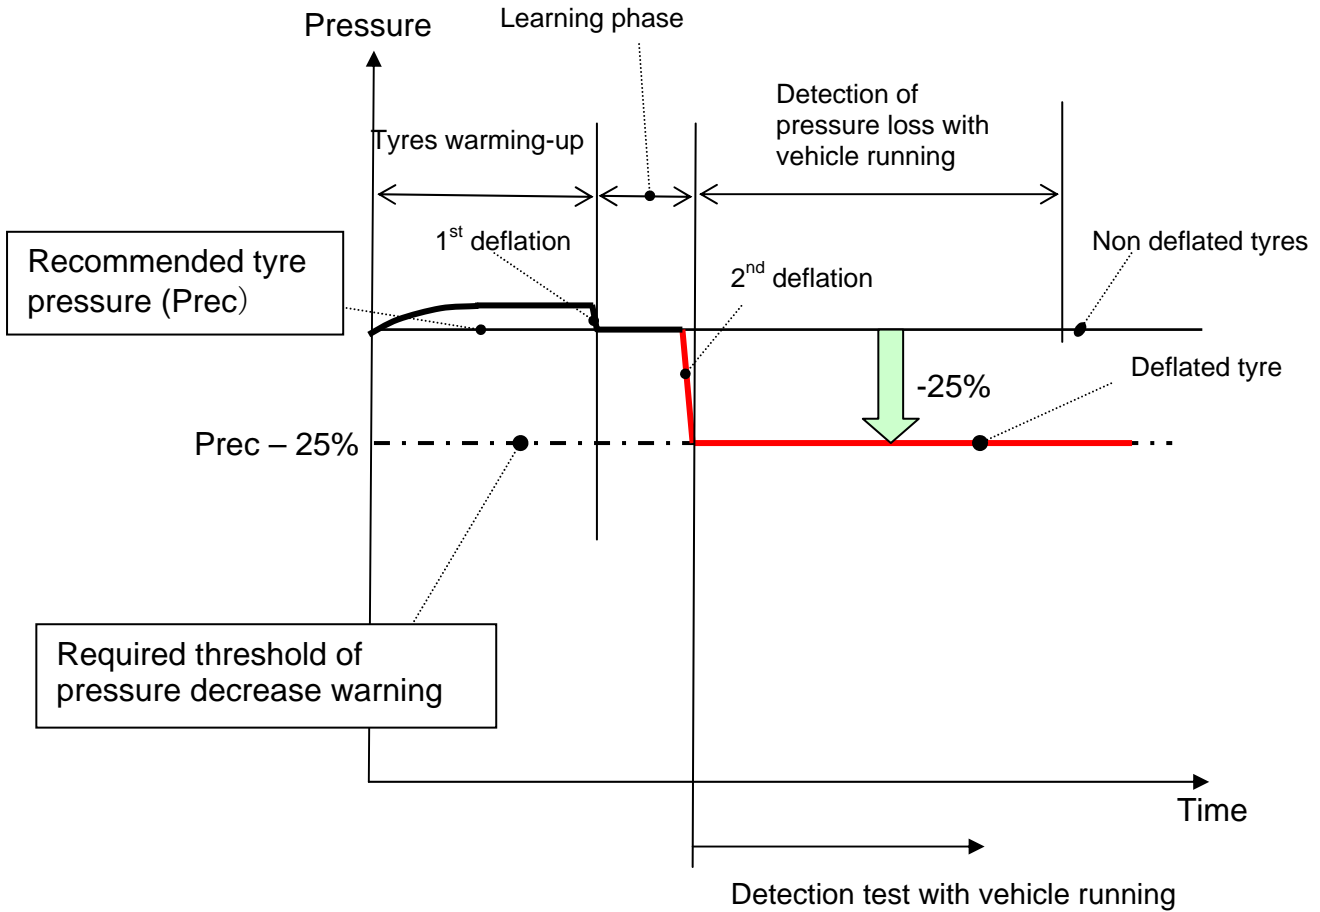 Learning phase
Pressure
Detection of
pressure loss with
vehicle running
Tyres warming-up
1st deflation
Non deflated tyres
Recommended tyre
pressure (Prec）
2nd deflation
Deflated tyre
-25%
Prec – 25%
Required threshold of
pressure decrease warning
Time
Detection test with vehicle running